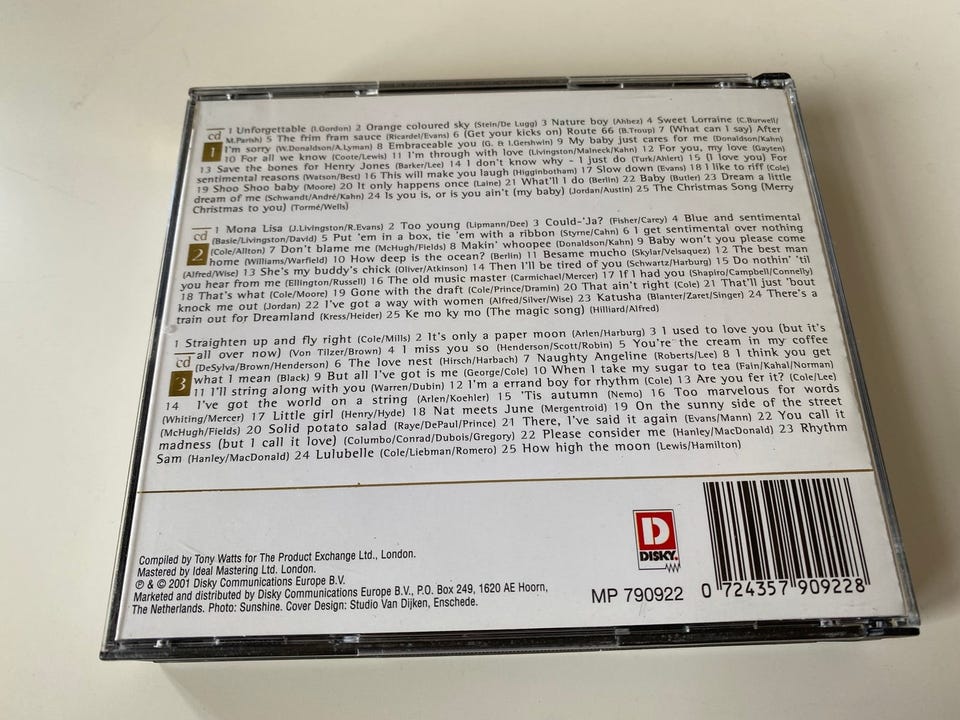 1 Unforgettable (I.Gordon) 2 Orange coloured sky (Stein/De Lugg) 3 Nature boy (Ahbez) 4 Sweet Lorraine (C.Burwell/
cd M.Parish) 5 The frim fram sauce (Ricardel/Evans) 6 (Get your kicks on) Route 66 (B.Troup) 7 (What can I say) After
1 I'm sorry (W.Donaldson/A.Lyman) 8 Embraceable you (G. & I.Gershwin) 9 My baby just cares for me (Donaldson/Kahn)
10 For all we know (Coote/Lewis) 11 I'm through with love (Livingston/Malneck/Kahn) 12 For you, my love (Gayten)
13 Save the bones for Henry Jones (Barker/Lee) 14 I don't know why - I just do (Turk/Ahlert) 15 (I love you) For
sentimental reasons (Watson/Best) 16 This will make you laugh (Higginbotham) 17 Slow down (Evans) 18 I like to riff (Cole)
19 Shoo Shoo baby (Moore) 20 It only happens once (Laine) 21 What'll I do (Berlin) 22 Baby (Butler) 23 Dream a little
dream of me (Schwandt/André/Kahn) 24 Is you is, or is you ain't (my baby) (Jordan/Austin) 25 The Christmas Song (Merry
Christmas to you) (Tormé/Wells)
1 Mona Lisa (J.Livingston/R.Evans) 2 Too young (Lipmann/Dee) 3 Could-'Ja? (Fisher/Carey) 4 Blue and sentimental
cd (Basie/Livingston/David) 5 Put 'em in a box, tie 'em with a ribbon (Styne/Cahn) 6 I get sentimental over nothing
2 (Cole/Allton) 7 Don't blame me (McHugh/Fields) 8 Makin' whoopee (Donaldson/Kahn) 9 Baby won't you please come
home (Williams/Warfield) 10 How deep is the ocean? (Berlin) 11 Besame mucho (Skylar/Velsaquez) 12 The best man
(Alfred/Wise) 13 She's my buddy's chick (Oliver/Atkinson) 14 Then I'll be tired of you (Schwartz/Harburg) 15 Do nothin' 'til
you hear from me (Ellington/Russell) 16 The old music master (Carmichael/Mercer) 17 If I had you (Shapiro/Campbell/Connelly)
18 That's what (Cole/Moore) 19 Gone with the draft (Cole/Prince/Dramin) 20 That ain't right (Cole) 21 That'll just 'bout
knock me out (Jordan) 22 I've got a way with women (Alfred/Silver/Wise) 23 Katusha (Blanter/Zaret/Singer) 24 There's a
train out for Dreamland (Kress/Heider) 25 Ke mo ky mo (The magic song) (Hilliard/Alfred)
1 Straighten up and fly right (Cole/Mills) 2 It's only a paper moon (Arlen/Harburg) 3 I used to love you (but it's
cd all over now) (Von Tilzer/Brown) 4 I miss you so (Henderson/Scott/Robin) 5 You're the cream in my coffee
(DeSylva/Brown/Henderson) 6 The love nest (Hirsch/Harbach) 7 Naughty Angeline (Roberts/Lee) 8 I think you get
3 what I mean (Black) 9 But all I've got is me (George/Cole) 10 When I take my sugar to tea (Fain/Kahal/Norman)
11 I'll string along with you (Warren/Dubin) 12 I'm a errand boy for rhythm (Cole) 13 Are you fer it? (Cole/Lee)
14 I've got the world on a string (Arlen/Koehler) 15 'Tis autumn (Nemo) 16 Too marvelous for words
(Whiting/Mercer) 17 Little girl (Henry/Hyde) 18 Nat meets June (Mergentroid) 19 On the sunny side of the street
(McHugh/Fields) 20 Solid potato salad (Raye/DePaul/Prince) 21 There, I've said it again (Evans/Mann) 22 You call it
madness (but I call it love) (Columbo/Conrad/Dubois/Gregory) 22 Please consider me (Hanley/MacDonald) 23 Rhythm
Sam (Hanley/MacDonald) 24 Lulubelle (Cole/Liebman/Romero) 25 How high the moon (Lewis/Hamilton)
Compiled by Tony Watts for The Product Exchange Ltd., London.
Mastered by Ideal Mastering Ltd. London.
℗ & © 2001 Disky Communications Europe B.V.
Marketed and distributed by Disky Communications Europe B.V., P.O. Box 249, 1620 AE Hoorn,
The Netherlands. Photo: Sunshine. Cover Design: Studio Van Dijken, Enschede.
D
DISKY.
MP 790922
0 724357 909228